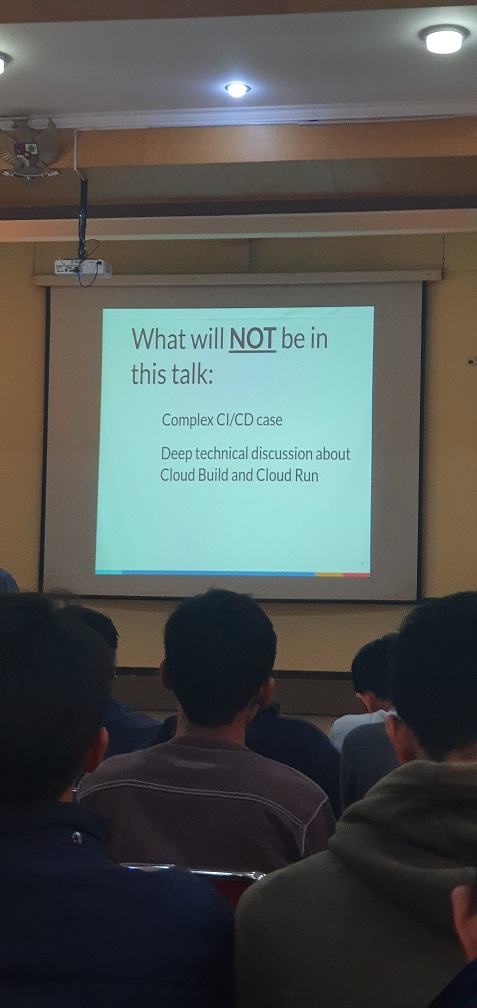 What will NOT be in
this talk:
Complex CI/CD case
Deep technical discussion about
Cloud Build and Cloud Run